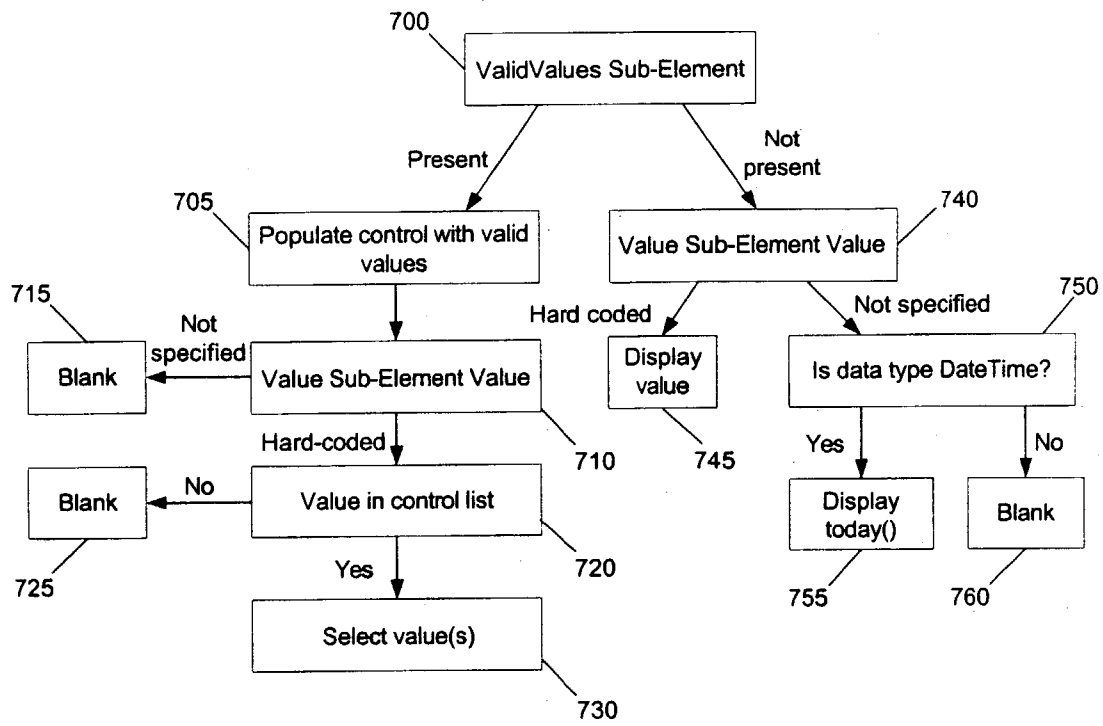 700
ValidValues Sub-Element
Present
Not
present
705
Populate control with valid
values
740
Value Sub-Element Value
715
Not
specified
Blank
Value Sub-Element Value
710
Hard coded
Not specified
750
Display
value
745
Is data type DateTime?
Hard-coded
Yes
No
Blank
No
Value in control list
725
720
Display
today()
Blank
755
760
Yes
Select value(s)
730